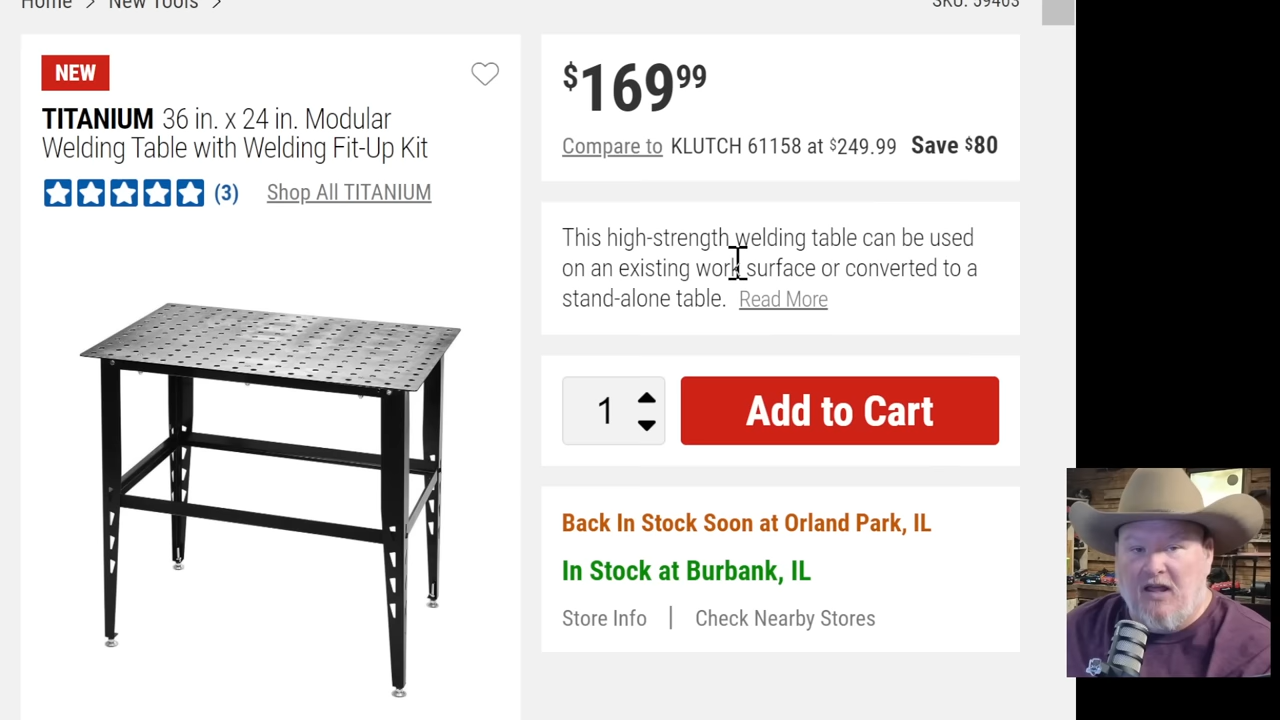 Home > New Tools >
SKU: 59463
NEW
TITANIUM 36 in. x 24 in. Modular
Welding Table with Welding Fit-Up Kit
(3) Shop All TITANIUM
$169 99
Compare to KLUTCH 61158 at $249.99 Save $80
This high-strength welding table can be used
on an existing work surface or converted to a
stand-alone table. Read More
1
Add to Cart
Back In Stock Soon at Orland Park, IL
In Stock at Burbank, IL
Store Info | Check Nearby Stores